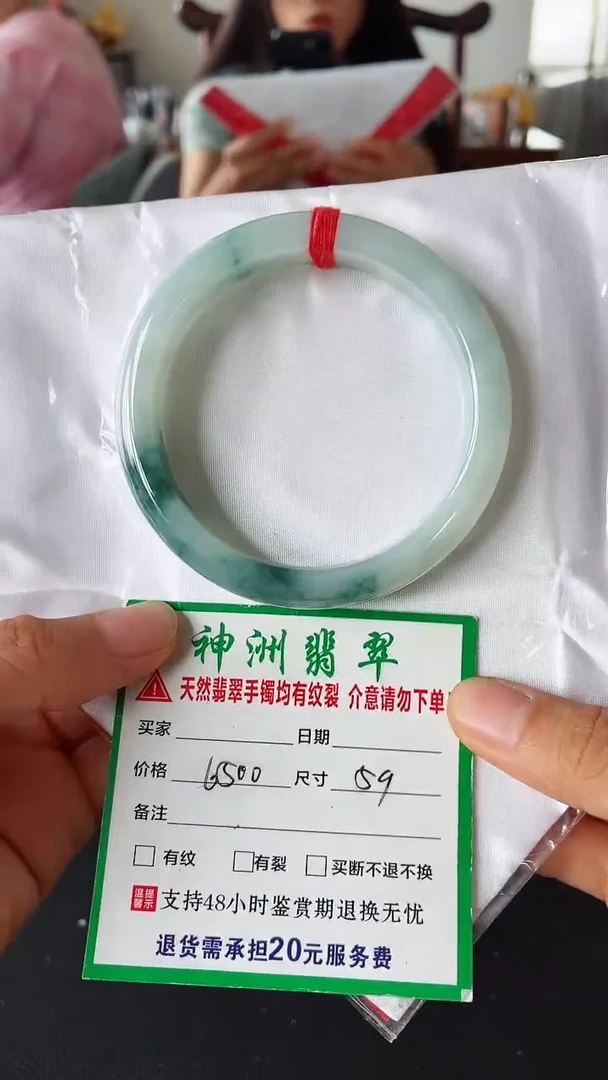 神洲翡翠
天然翡翠手镯均有纹裂 介意请勿下单
买家 日期
价格 6500 尺寸 59
备注
有纹 有裂 买断不退不换
温馨提示 支持48小时鉴赏期退换无忧
退货需承担20元服务费